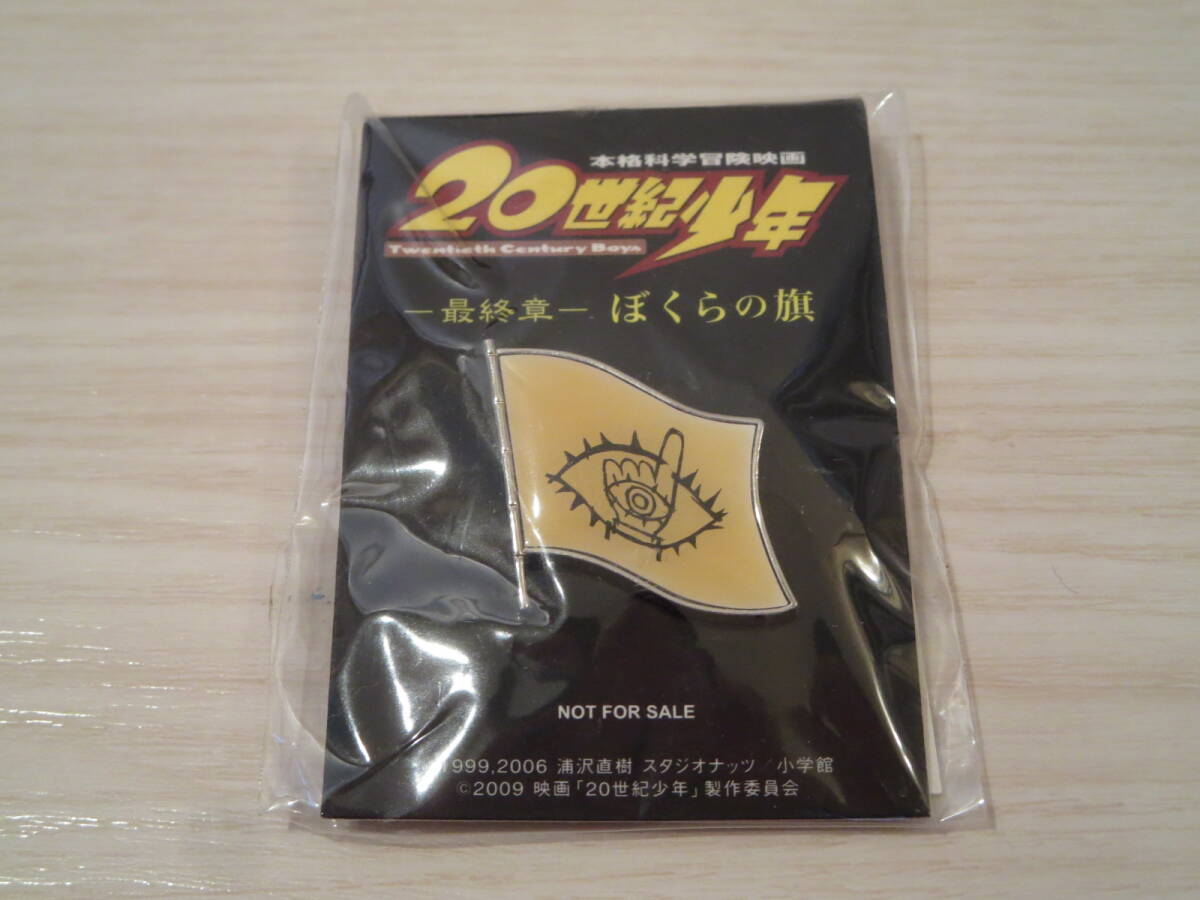 本格科学冒険映画
20世紀少年
Twentieth Century Boys
ー最終章ー ぼくらの旗
NOT FOR SALE
1999,2006 浦沢直樹 スタジオナッツ/小学館
©2009 映画「20世紀少年」製作委員会